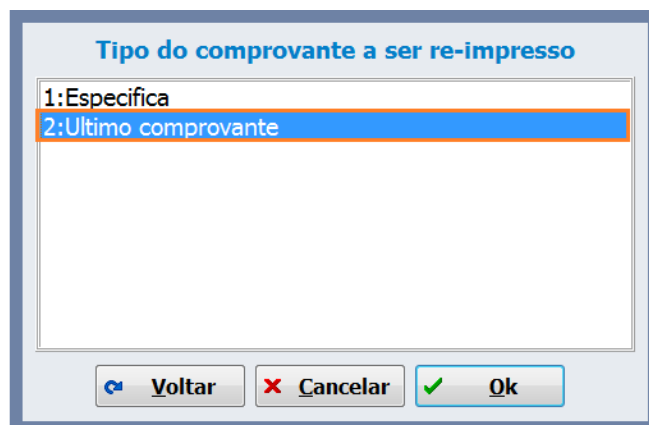 Tipo do comprovante a ser re-impresso
1:Especifica
2:Ultimo comprovante
Voltar Cancelar Ok